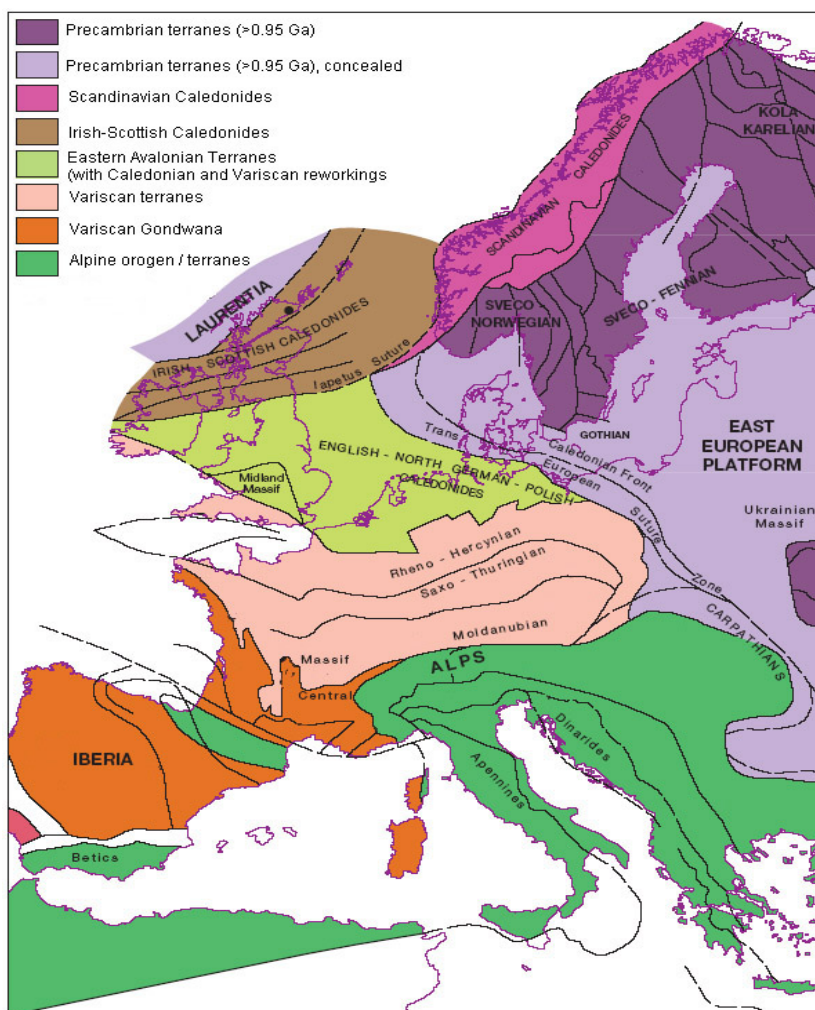 Precambrian terranes (>0.95 Ga)
Precambrian terranes (>0.95 Ga), concealed
Scandinavian Caledonides
Irish-Scottish Caledonides
Eastern Avalonian Terranes
(with Caledonian and Variscan reworkings
Variscan terranes
Variscan Gondwana
Alpine orogen / terranes
KOLA
KARELIAN
SCANDINAVIAN CALEDONIDES
LAURENTIA
SVECO -
NORWEGIAN
SVECO - FENNIAN
IRISH - SCOTTISH CALEDONIDES
Iapetus Suture
GOTHIAN
EAST
EUROPEAN
PLATFORM
Trans European Suture Zone
Caledonian Front
ENGLISH - NORTH GERMAN - POLISH
CALEDONIDES
Midland
Massif
Ukrainian
Massif
Rheno - Hercynian
Saxo - Thuringian
Moldanubian
CARPATHIANS
Massif
Central
ALPS
IBERIA
Dinarides
Apennines
Betics